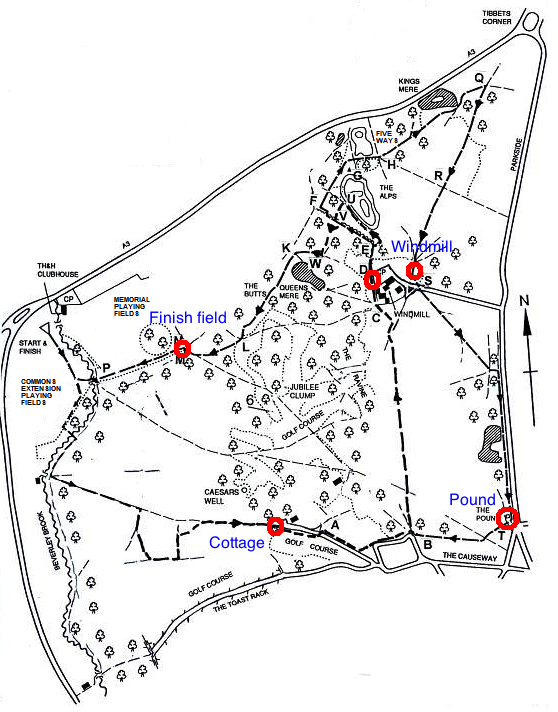 TIBBETS
CORNER
A3
KINGS
MERE
Q
FIVE
WAYS
PARKSIDE
H
R
G
THE
ALPS
F
U
V
A3
Windmill
E
K
W
D
S
TH&H
CLUBHOUSE
CP
QUEENS
MERE
THE
BUTTS
N
MEMORIAL
PLAYING
FIELDS
Finish field
C
WINDMILL
START &
FINISH
N
L
M
THE
RAVINE
P
COMMONS
EXTENSION
PLAYING
FIELDS
JUBILEE
CLUMP
6
GOLF COURSE
CAESARS
WELL
Pound
THE
POUN
P
A
T
Cottage
GOLF COURSE
B
THE CAUSEWAY
BEVERLEY BROOK
GOLF COURSE
THE TOAST RACK